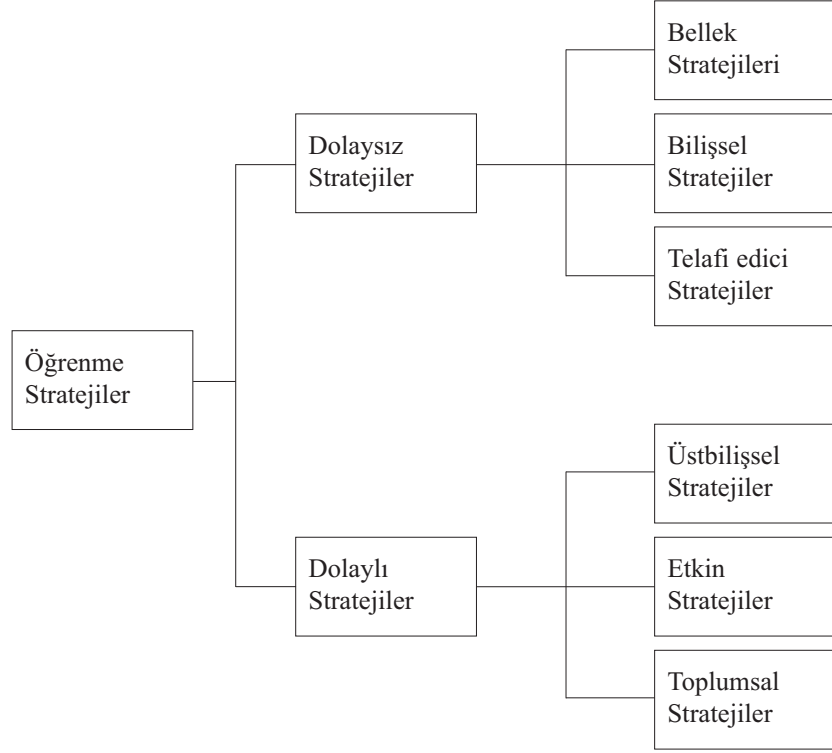 Bellek
Stratejileri
Dolaysız
Stratejiler
Bilişsel
Stratejiler
Telafi edici
Stratejiler
Öğrenme
Stratejiler
Üstbilişsel
Stratejiler
Dolaylı
Stratejiler
Etkin
Stratejiler
Toplumsal
Stratejiler